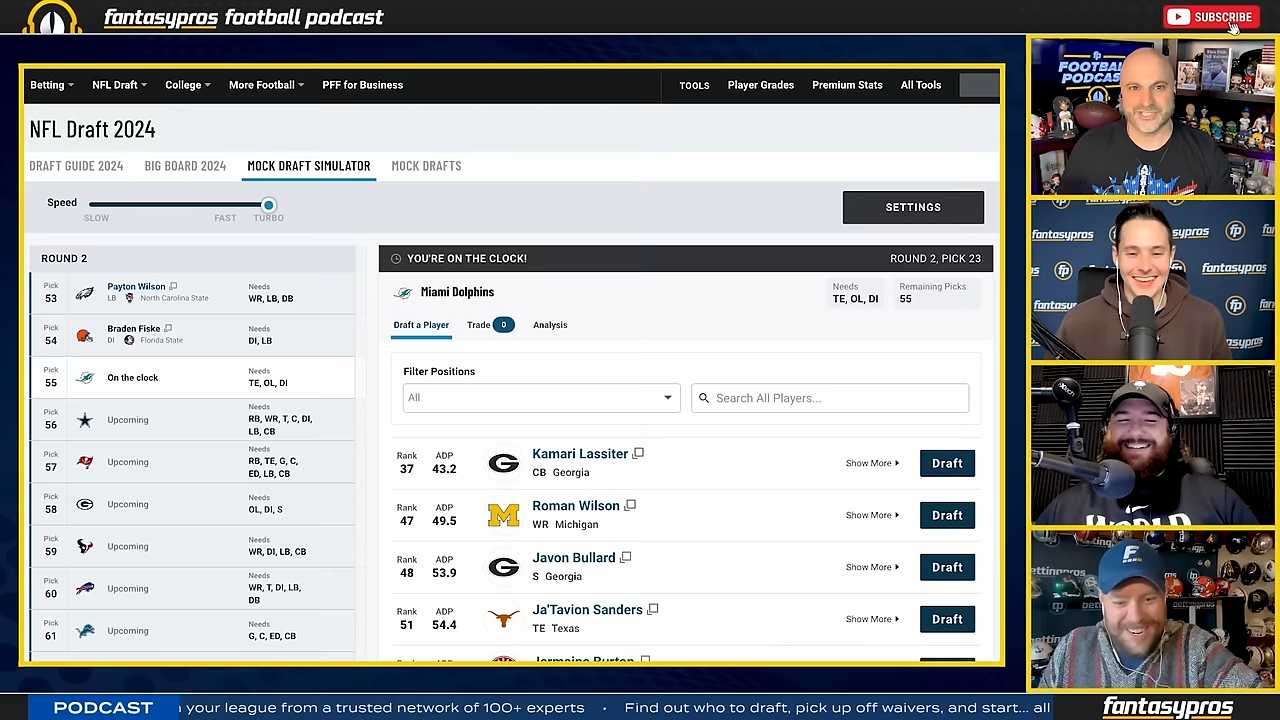 fantasypros football podcast
SUBSCRIBE
Betting
NFL Draft
College
More Football
PFF for Business
TOOLS
Player Grades
Premium Stats
All Tools
NFL Draft 2024
DRAFT GUIDE 2024
BIG BOARD 2024
MOCK DRAFT SIMULATOR
MOCK DRAFTS
Speed
SLOW
FAST
TURBO
SETTINGS
ROUND 2
Pick
53
Payton Wilson
LB North Carolina State
Needs
WR, LB, DB
Pick
54
Braden Fiske
DI Florida State
Needs
DI, LB
Pick
55
On the clock
Needs
TE, OL, DI
Pick
56
Upcoming
Needs
RB, WR, T, C, DI,
LB, CB
Pick
57
Upcoming
Needs
RB, TE, G, C,
ED, LB, CB
Pick
58
Upcoming
Needs
OL, DI, S
Pick
59
Upcoming
Needs
WR, DI, LB, CB
Pick
60
Upcoming
Needs
WR, T, DI, LB,
DB
Pick
61
Upcoming
Needs
G, C, ED, CB
YOU'RE ON THE CLOCK!
ROUND 2, PICK 23
Miami Dolphins
Needs
TE, OL, DI
Remaining Picks
55
Draft a Player
Trade 0
Analysis
Filter Positions
All
Search All Players...
Rank
37
ADP
43.2
Kamari Lassiter
CB Georgia
Show More
Draft
Rank
47
ADP
49.5
Roman Wilson
WR Michigan
Show More
Draft
Rank
48
ADP
53.9
Javon Bullard
S Georgia
Show More
Draft
Rank
51
ADP
54.4
Ja'Tavion Sanders
TE Texas
Show More
Draft
Rank
ADP
Jermaine Burton
fp
FOOTBALL
PODCAST
fantasypros
fp
fantasypros
WORLD
PODCAST
your league from a trusted network of 100+ experts • Find out who to draft, pick up off waivers, and start... all
fantasypros